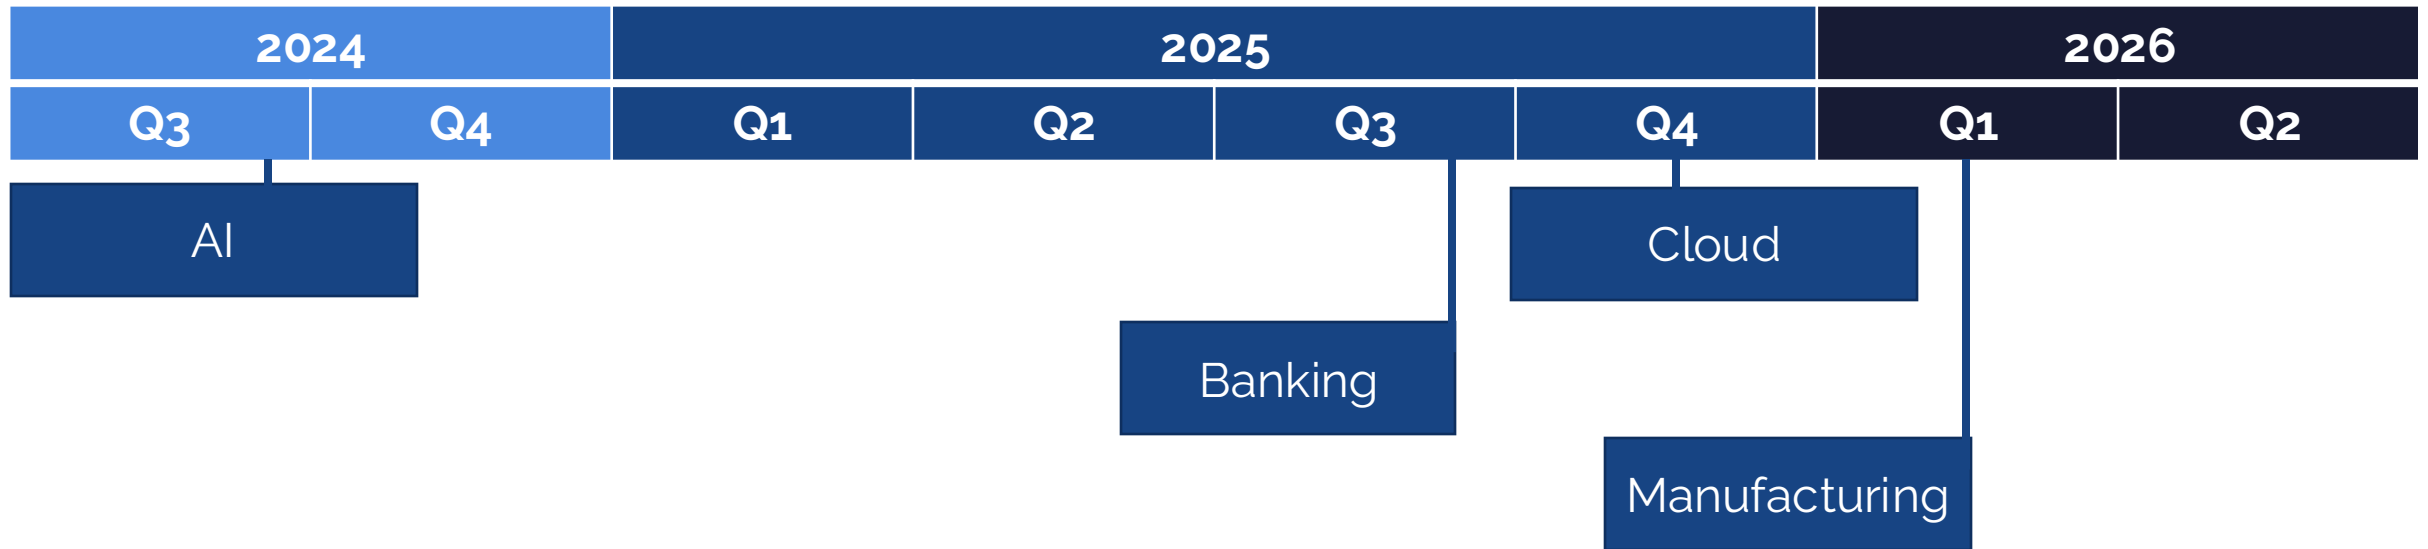 2024 2025 2026
Q3 Q4 Q1 Q2 Q3 Q4 Q1 Q2
AI
Cloud
Banking
Manufacturing